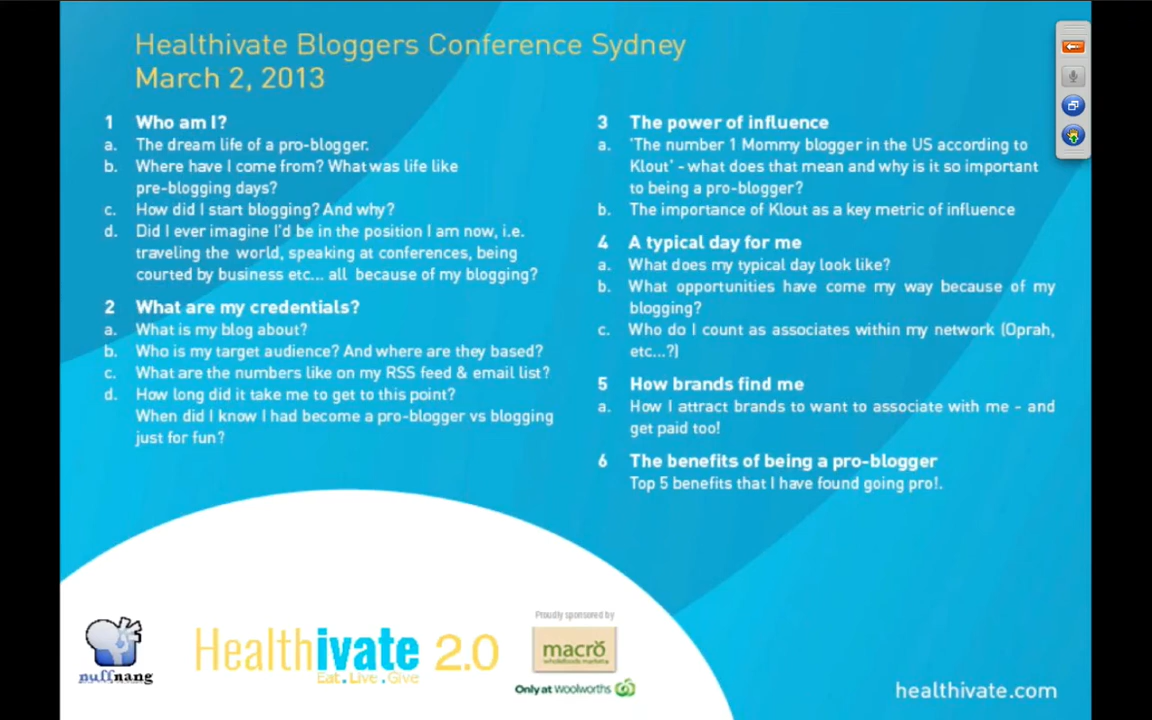 Healthivate Bloggers Conference Sydney
March 2, 2013
1 Who am I?
a. The dream life of a pro-blogger.
b. Where have I come from? What was life like
pre-blogging days?
c. How did I start blogging? And why?
d. Did I ever imagine I'd be in the position I am now, i.e.
traveling the world, speaking at conferences, being
courted by business etc... all because of my blogging?
2 What are my credentials?
a. What is my blog about?
b. Who is my target audience? And where are they based?
c. What are the numbers like on my RSS feed & email list?
d. How long did it take me to get to this point?
When did I know I had become a pro-blogger vs blogging
just for fun?
3 The power of influence
a. 'The number 1 Mommy blogger in the US according to
Klout' - what does that mean and why is it so important
to being a pro-blogger?
b. The importance of Klout as a key metric of influence
4 A typical day for me
a. What does my typical day look like?
b. What opportunities have come my way because of my
blogging?
c. Who do I count as associates within my network (Oprah,
etc...?)
5 How brands find me
a. How I attract brands to want to associate with me - and
get paid too!
6 The benefits of being a pro-blogger
Top 5 benefits that I have found going pro!.
nuffnang
Healthivate 2.0
Eat.Live.Give
Proudly sponsored by
macro
wholefoods market
Only at WOOLWORTHS
healthivate.com